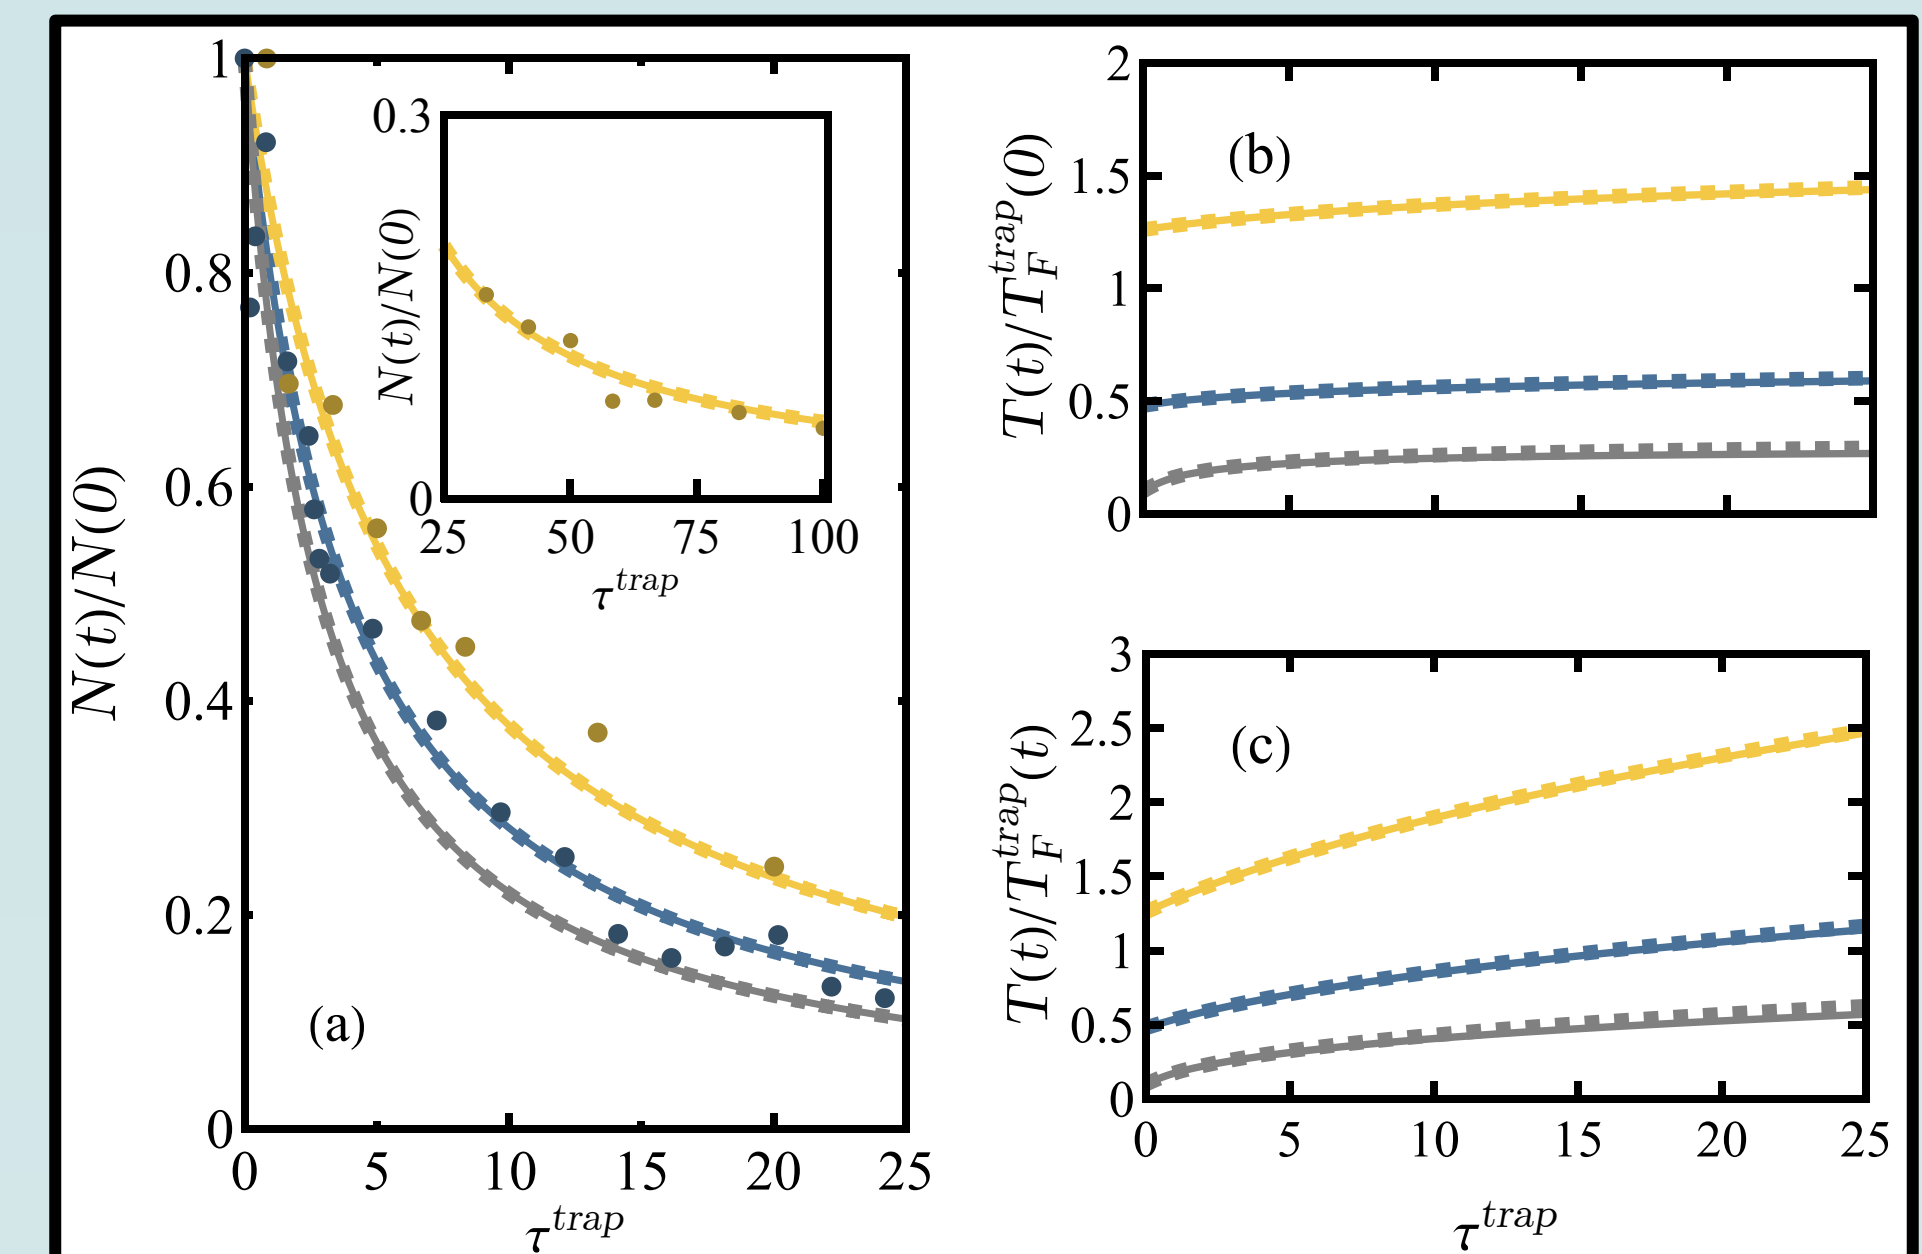 N(t)/N(0)
1
0.8
0.6
0.4
0.2
0
0 5 10 15 20 25
τ^trap
(a)
N(t)/N(0)
0.3
0
25 50 75 100
τ^trap
T(t)/T_F^trap(0)
2
1.5
1
0.5
0
(b)
T(t)/T_F^trap(t)
3
2.5
2
1.5
1
0.5
0
(c)
0 5 10 15 20 25
τ^trap